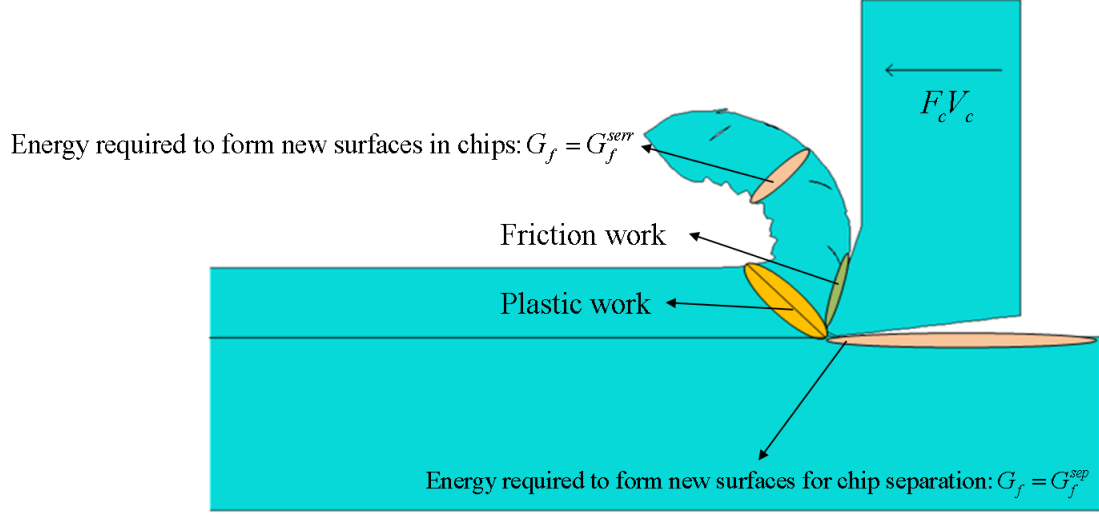 F_cV_c
Energy required to form new surfaces in chips: G_f = G_f^{serr}
Friction work
Plastic work
Energy required to form new surfaces for chip separation: G_f = G_f^{sep}